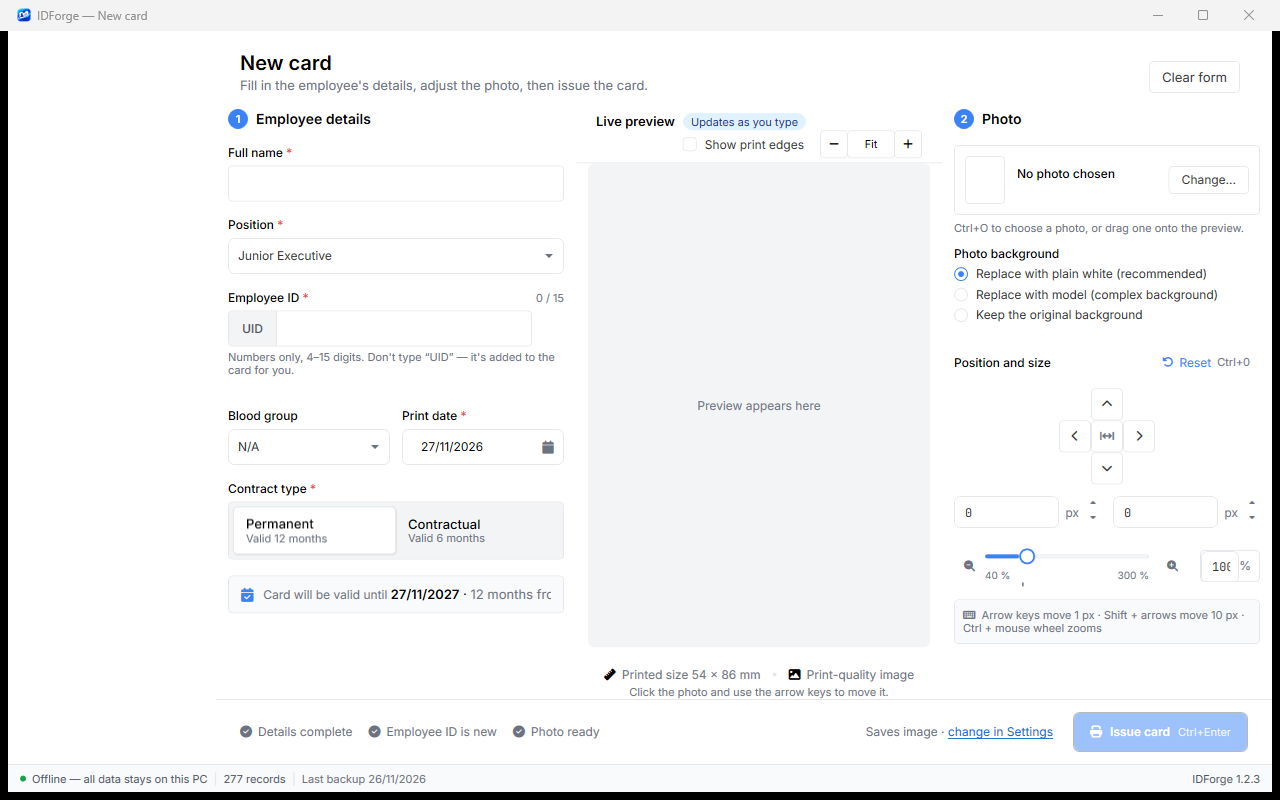 IDForge — New card
New card
Fill in the employee's details, adjust the photo, then issue the card.
Clear form
1 Employee details
Full name *
Position *
Junior Executive
Employee ID *
0 / 15
UID
Numbers only, 4–15 digits. Don't type “UID” — it's added to the
card for you.
Blood group
Print date *
N/A
27/11/2026
Contract type *
Permanent
Valid 12 months
Contractual
Valid 6 months
Card will be valid until 27/11/2027 · 12 months frc
Live preview
Updates as you type
Show print edges
− Fit +
Preview appears here
Printed size 54 × 86 mm · Print-quality image
Click the photo and use the arrow keys to move it.
2 Photo
No photo chosen
Change...
Ctrl+O to choose a photo, or drag one onto the preview.
Photo background
Replace with plain white (recommended)
Replace with model (complex background)
Keep the original background
Position and size
Reset Ctrl+0
0 px
0 px
40 %
300 %
100 %
Arrow keys move 1 px · Shift + arrows move 10 px ·
Ctrl + mouse wheel zooms
Details complete
Employee ID is new
Photo ready
Saves image · change in Settings
Issue card Ctrl+Enter
Offline — all data stays on this PC
277 records
Last backup 26/11/2026
IDForge 1.2.3